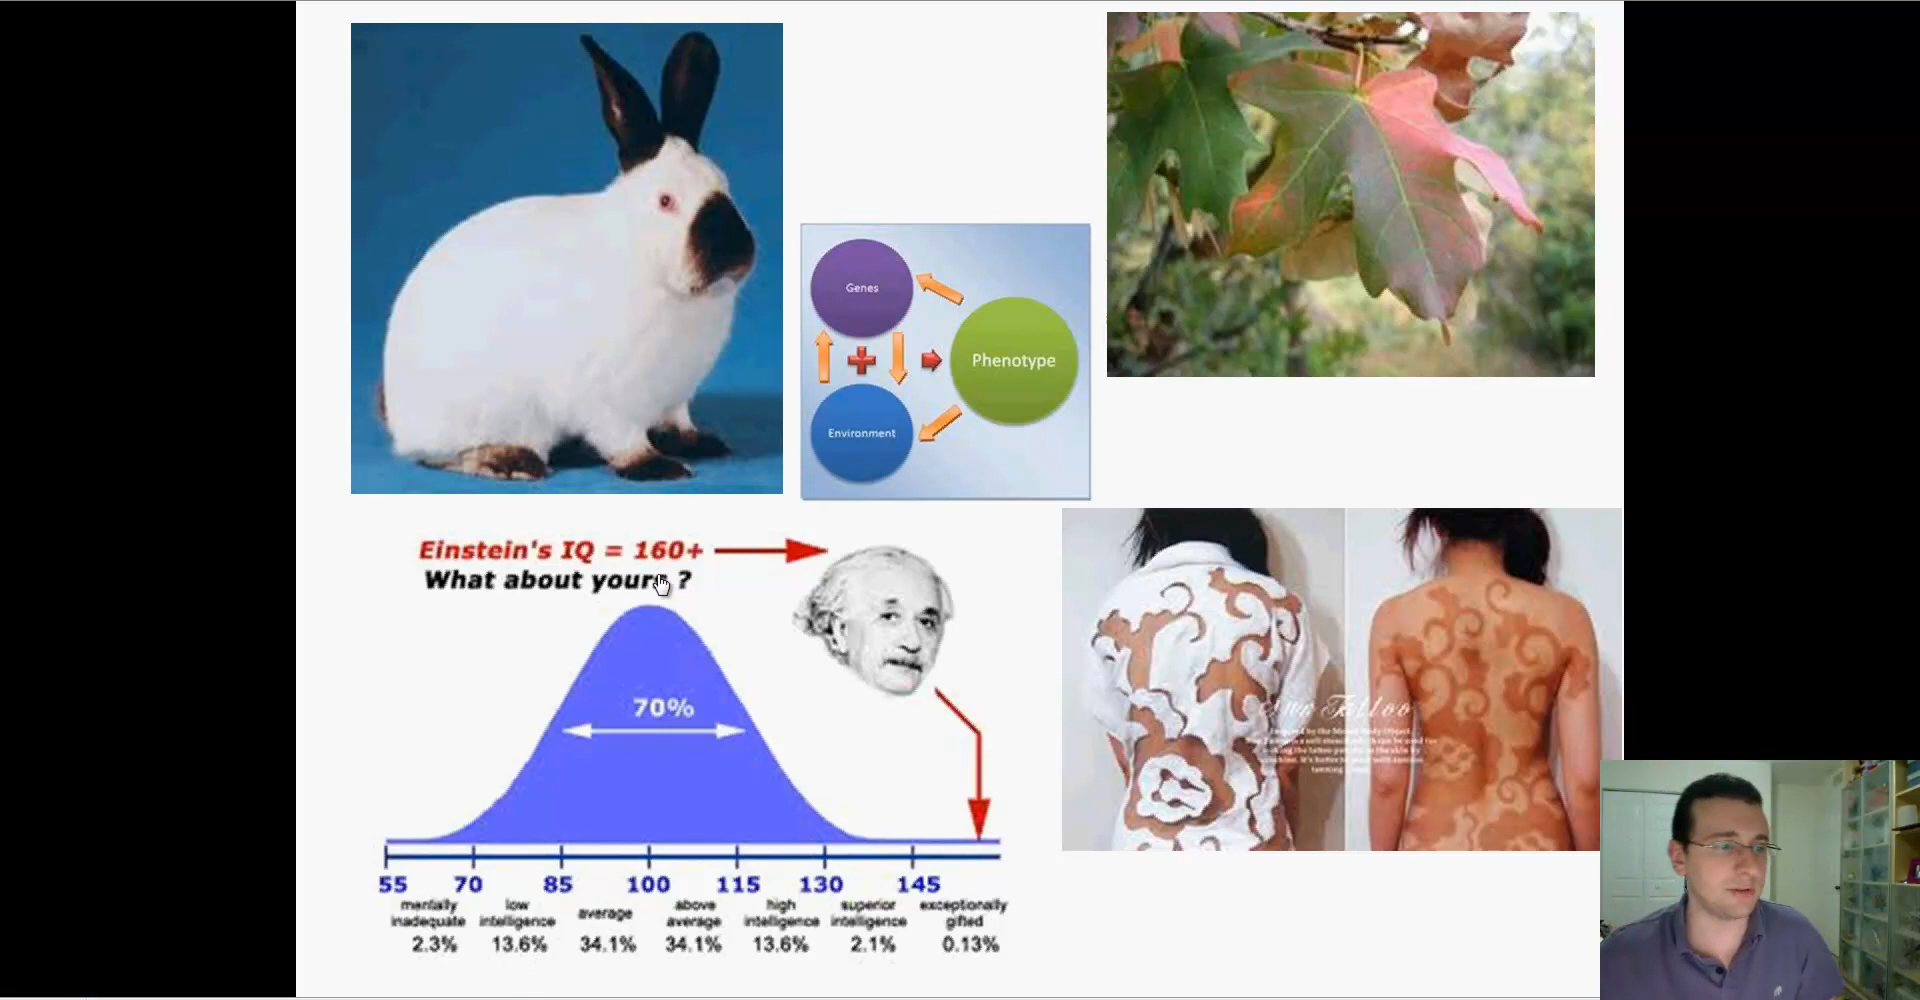 Genes
Phenotype
Environment
Einstein's IQ = 160+
What about yours ?
70%
55 70 85 100 115 130 145
mentally inadequate
low intelligence
average
above average
high intelligence
superior intelligence
exceptionally gifted
2.3% 13.6% 34.1% 34.1% 13.6% 2.1% 0.13%
Sun Tattoo